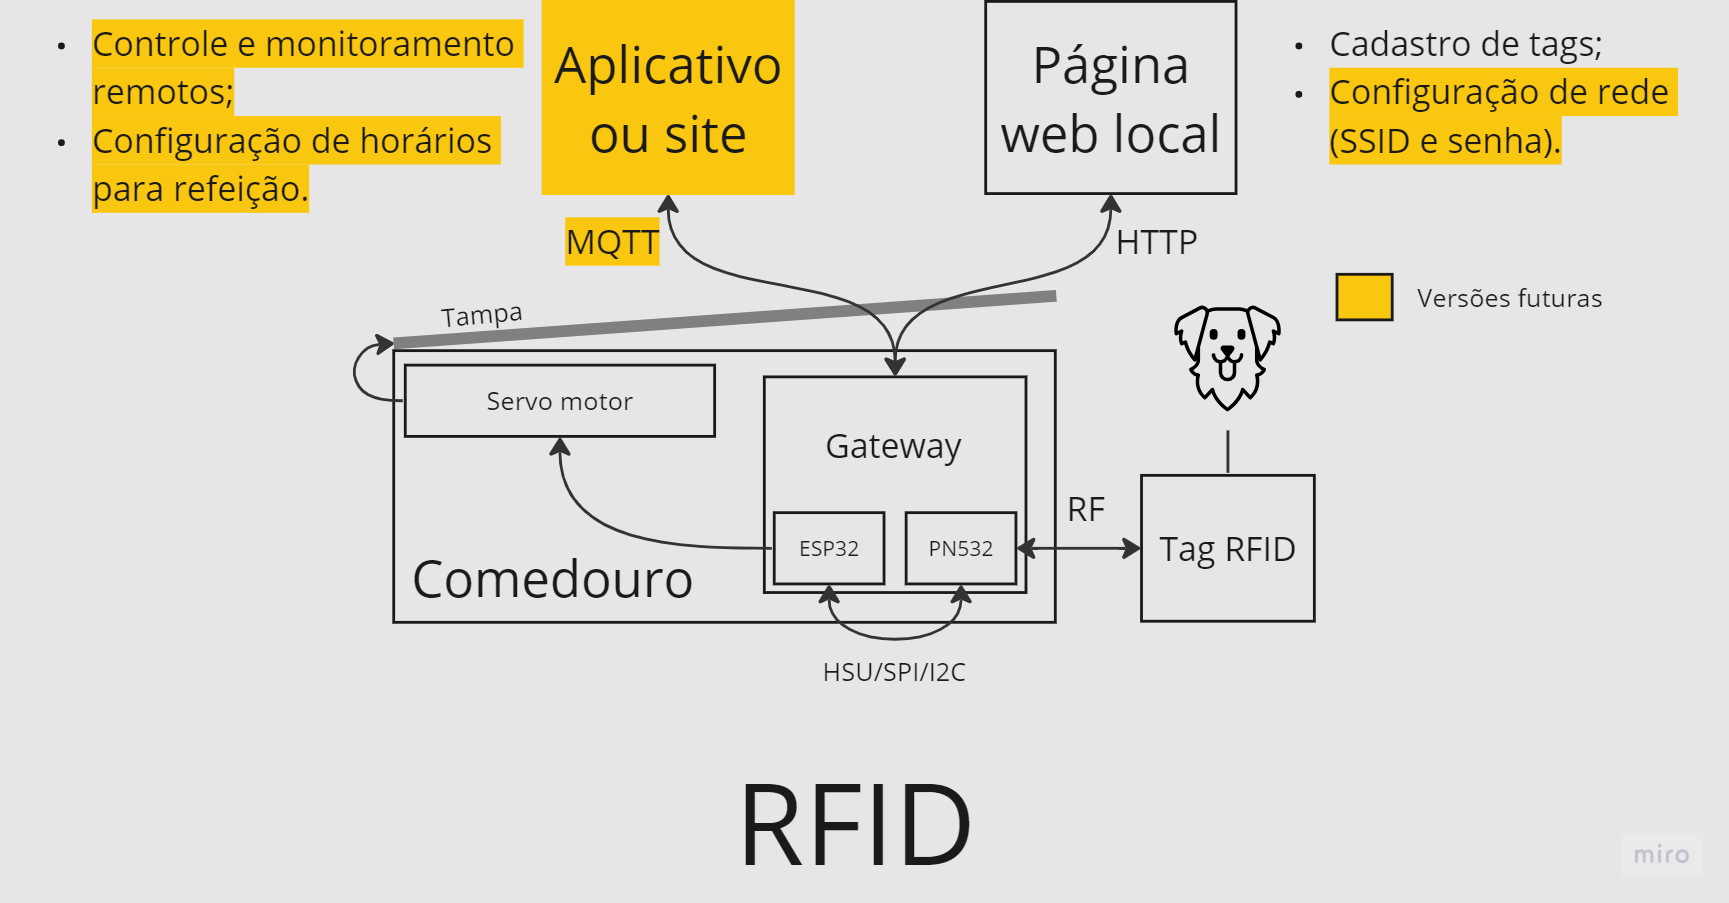 • Controle e monitoramento
remotos;
• Configuração de horários
para refeição.
Aplicativo
ou site
Página
web local
• Cadastro de tags;
• Configuração de rede
(SSID e senha).
MQTT
HTTP
Versões futuras
Tampa
Servo motor
Gateway
ESP32
PN532
RF
Tag RFID
Comedouro
HSU/SPI/I2C
RFID
miro